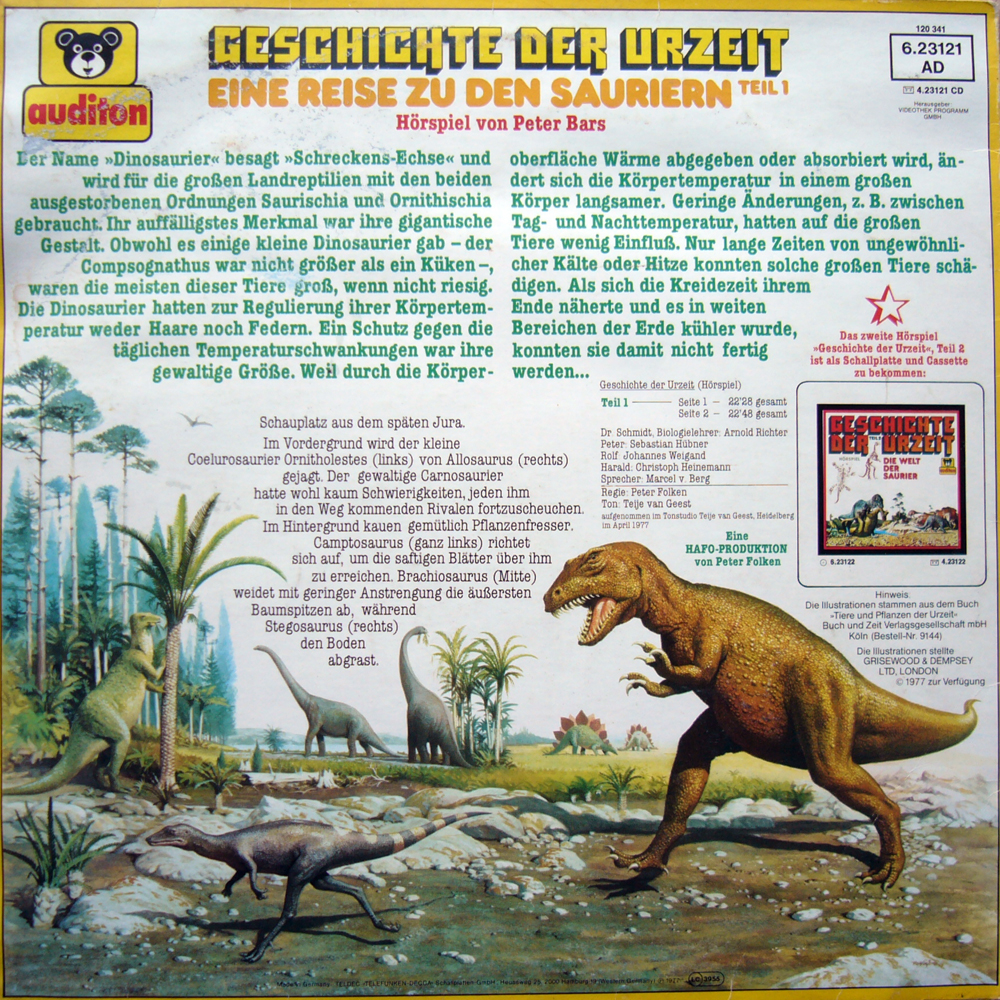 auditon
GESCHICHTE DER URZEIT
EINE REISE ZU DEN SAURIERN TEIL 1
Hörspiel von Peter Bars
120 341
6.23121
AD
4.23121 CD
Herausgeber:
VIDEOTHEK PROGRAMM
GMBH
Der Name »Dinosaurier« besagt »Schreckens-Echse« und
wird für die großen Landreptilien mit den beiden
ausgestorbenen Ordnungen Saurischia und Ornithischia
gebraucht. Ihr auffälligstes Merkmal war ihre gigantische
Gestalt. Obwohl es einige kleine Dinosaurier gab – der
Compsognathus war nicht größer als ein Küken –,
waren die meisten dieser Tiere groß, wenn nicht riesig.
Die Dinosaurier hatten zur Regulierung ihrer Körpertem-
peratur weder Haare noch Federn. Ein Schutz gegen die
täglichen Temperaturschwankungen war ihre
gewaltige Größe. Weil durch die Körper-
oberfläche Wärme abgegeben oder absorbiert wird, än-
dert sich die Körpertemperatur in einem großen
Körper langsamer. Geringe Änderungen, z. B. zwischen
Tag- und Nachttemperatur, hatten auf die großen
Tiere wenig Einfluß. Nur lange Zeiten von ungewöhnli-
cher Kälte oder Hitze konnten solche großen Tiere schä-
digen. Als sich die Kreidezeit ihrem
Ende näherte und es in weiten
Bereichen der Erde kühler wurde,
konnten sie damit nicht fertig
werden...
Das zweite Hörspiel
»Geschichte der Urzeit«, Teil 2
ist als Schallplatte und Cassette
zu bekommen:
GESCHICHTE
DER URZEIT
TEIL 2
HÖRSPIEL
DIE WELT
DER
SAURIER
6.23122
4.23122
Schauplatz aus dem späten Jura.
Im Vordergrund wird der kleine
Coelurosaurier Ornitholestes (links) von Allosaurus (rechts)
gejagt. Der gewaltige Carnosaurier
hatte wohl kaum Schwierigkeiten, jeden ihm
in den Weg kommenden Rivalen fortzuscheuchen.
Im Hintergrund kauen gemütlich Pflanzenfresser.
Camptosaurus (ganz links) richtet
sich auf, um die saftigen Blätter über ihm
zu erreichen. Brachiosaurus (Mitte)
weidet mit geringer Anstrengung die äußersten
Baumspitzen ab, während
Stegosaurus (rechts)
den Boden
abgrast.
Geschichte der Urzeit (Hörspiel)
Teil 1 Seite 1 – 22'28 gesamt
Seite 2 – 22'48 gesamt
Dr. Schmidt, Biologielehrer: Arnold Richter
Peter: Sebastian Hübner
Rolf: Johannes Weigand
Harald: Christoph Heinemann
Sprecher: Marcel v. Berg
Regie: Peter Folken
Ton: Teije van Geest
aufgenommen im Tonstudio Teije van Geest, Heidelberg
im April 1977
Eine
HAFO-PRODUKTION
von Peter Folken
Hinweis:
Die Illustrationen stammen aus dem Buch
»Tiere und Pflanzen der Urzeit«
Buch und Zeit Verlagsgesellschaft mbH
Köln (Bestell-Nr. 9144)
Die Illustrationen stellte
GRISEWOOD & DEMPSEY
LTD, LONDON
© 1977 zur Verfügung
Made in Germany TELDEC »TELEFUNKEN-DECCA« Schallplatten GmbH, Heussweg 25, 2000 Hamburg 19 (Western Germany)